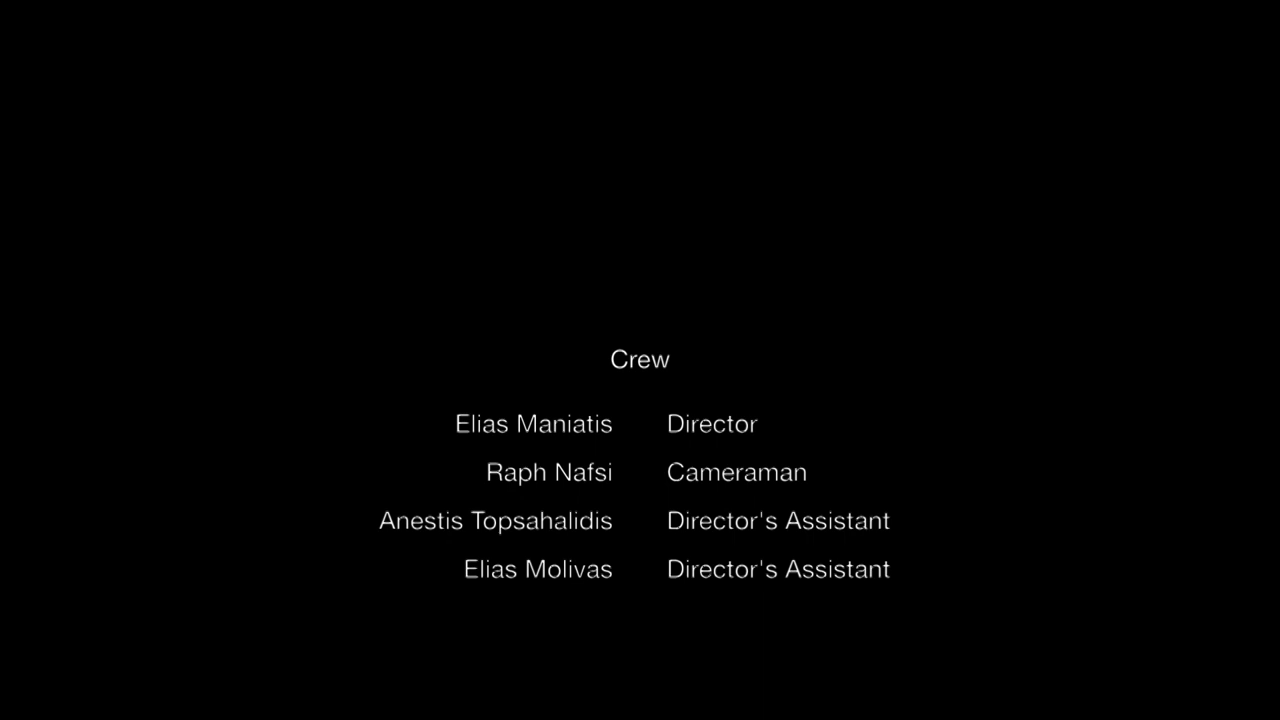 Crew
Elias Maniatis Director
Raph Nafsi Cameraman
Anestis Topsahalidis Director's Assistant
Elias Molivas Director's Assistant